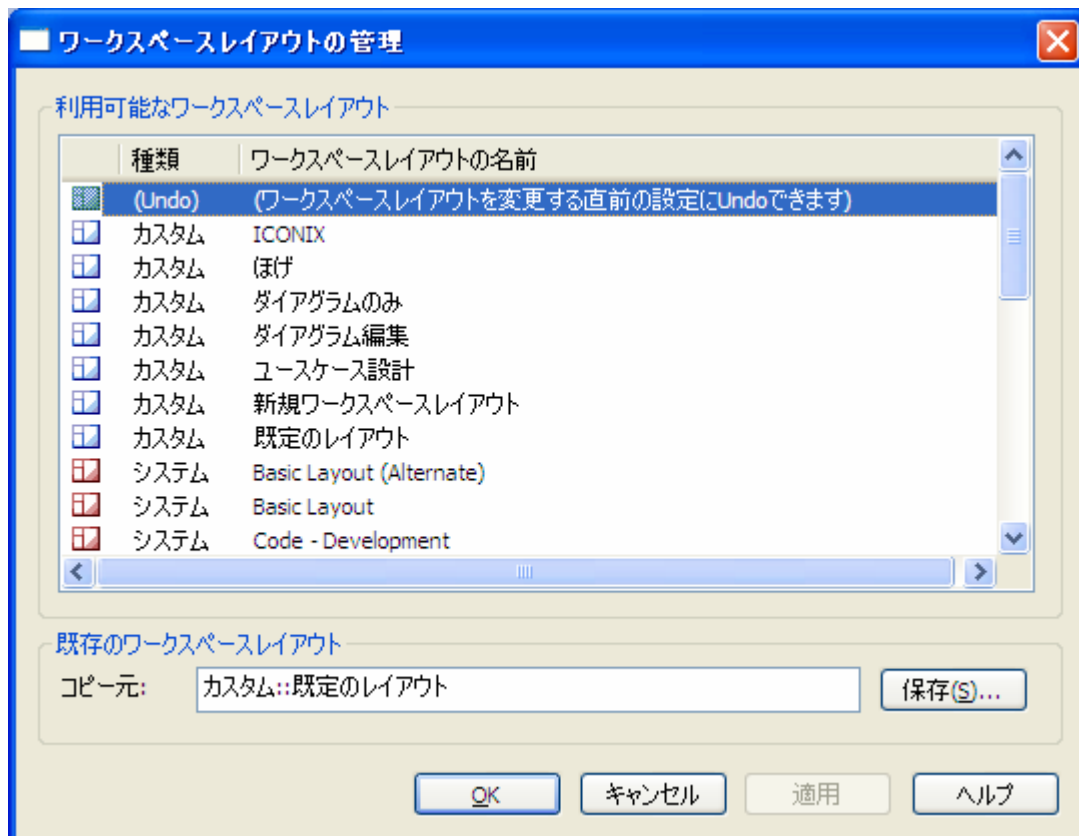 ワークスペースレイアウトの管理
利用可能なワークスペースレイアウト
種類 ワークスペースレイアウトの名前
(Undo) (ワークスペースレイアウトを変更する直前の設定にUndoできます)
カスタム ICONIX
カスタム ほげ
カスタム ダイアグラムのみ
カスタム ダイアグラム編集
カスタム ユースケース設計
カスタム 新規ワークスペースレイアウト
カスタム 既定のレイアウト
システム Basic Layout (Alternate)
システム Basic Layout
システム Code - Development
既存のワークスペースレイアウト
コピー元: カスタム::既定のレイアウト 保存(S)...
OK キャンセル 適用 ヘルプ